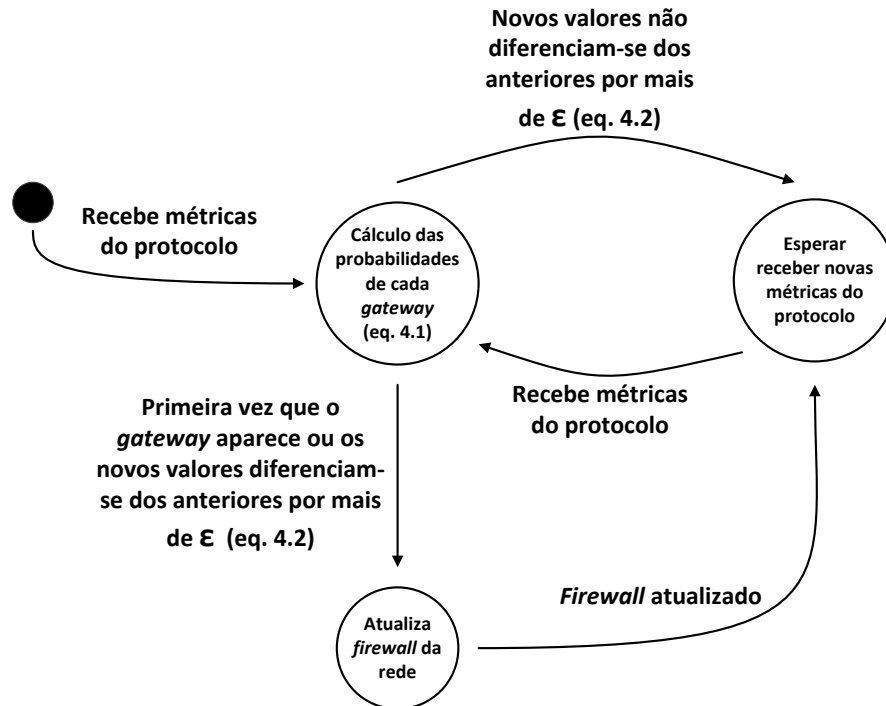 Novos valores não
diferenciam-se dos
anteriores por mais
de ε (eq. 4.2)
Recebe métricas
do protocolo
Cálculo das
probabilidades
de cada
gateway
(eq. 4.1)
Esperar
receber novas
métricas do
protocolo
Recebe métricas
do protocolo
Primeira vez que o
gateway aparece ou os
novos valores diferenciam-
se dos anteriores por mais
de ε (eq. 4.2)
Firewall atualizado
Atualiza
firewall da
rede